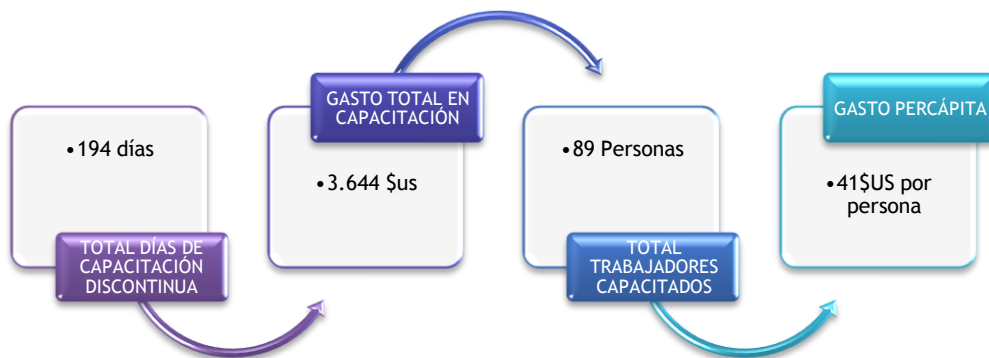 • 194 días
TOTAL DÍAS DE
CAPACITACIÓN
DISCONTINUA
GASTO TOTAL EN
CAPACITACIÓN
• 3.644 $us
• 89 Personas
TOTAL
TRABAJADORES
CAPACITADOS
GASTO PERCÁPITA
• 41$US por
persona